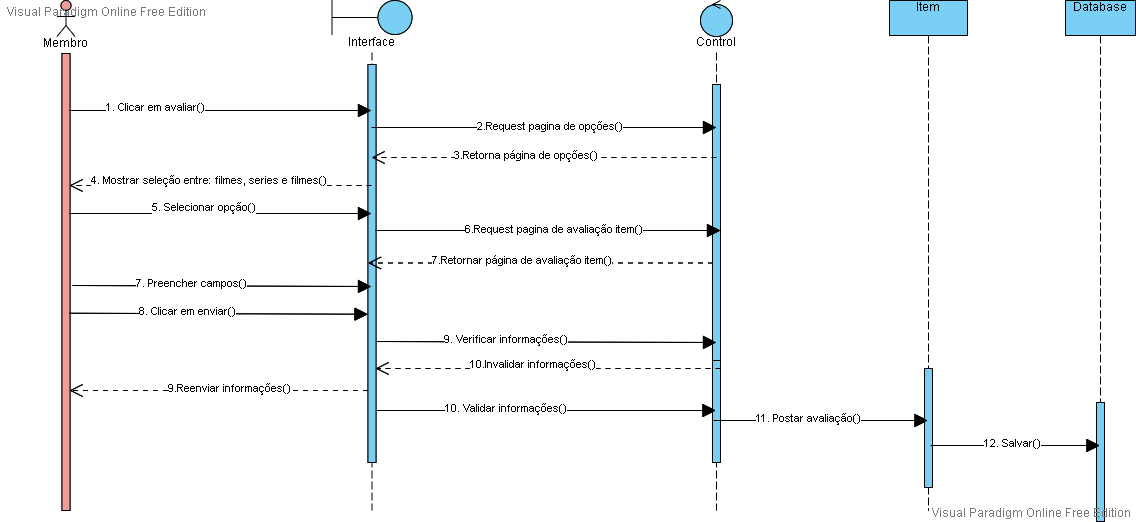 Visual Paradigm Online Free Edition
Membro
Interface
Control
Item
Database
1. Clicar em avaliar()
2.Request pagina de opções()
3.Retorna página de opções()
4. Mostrar seleção entre: filmes, series e filmes()
5. Selecionar opção()
6.Request pagina de avaliação item()
7.Retornar página de avaliação item()
7. Preencher campos()
8. Clicar em enviar()
9. Verificar informações()
10.Invalidar informações()
9.Reenviar informações()
10. Validar informações()
11. Postar avaliação()
12. Salvar()
Visual Paradigm Online Free Edition